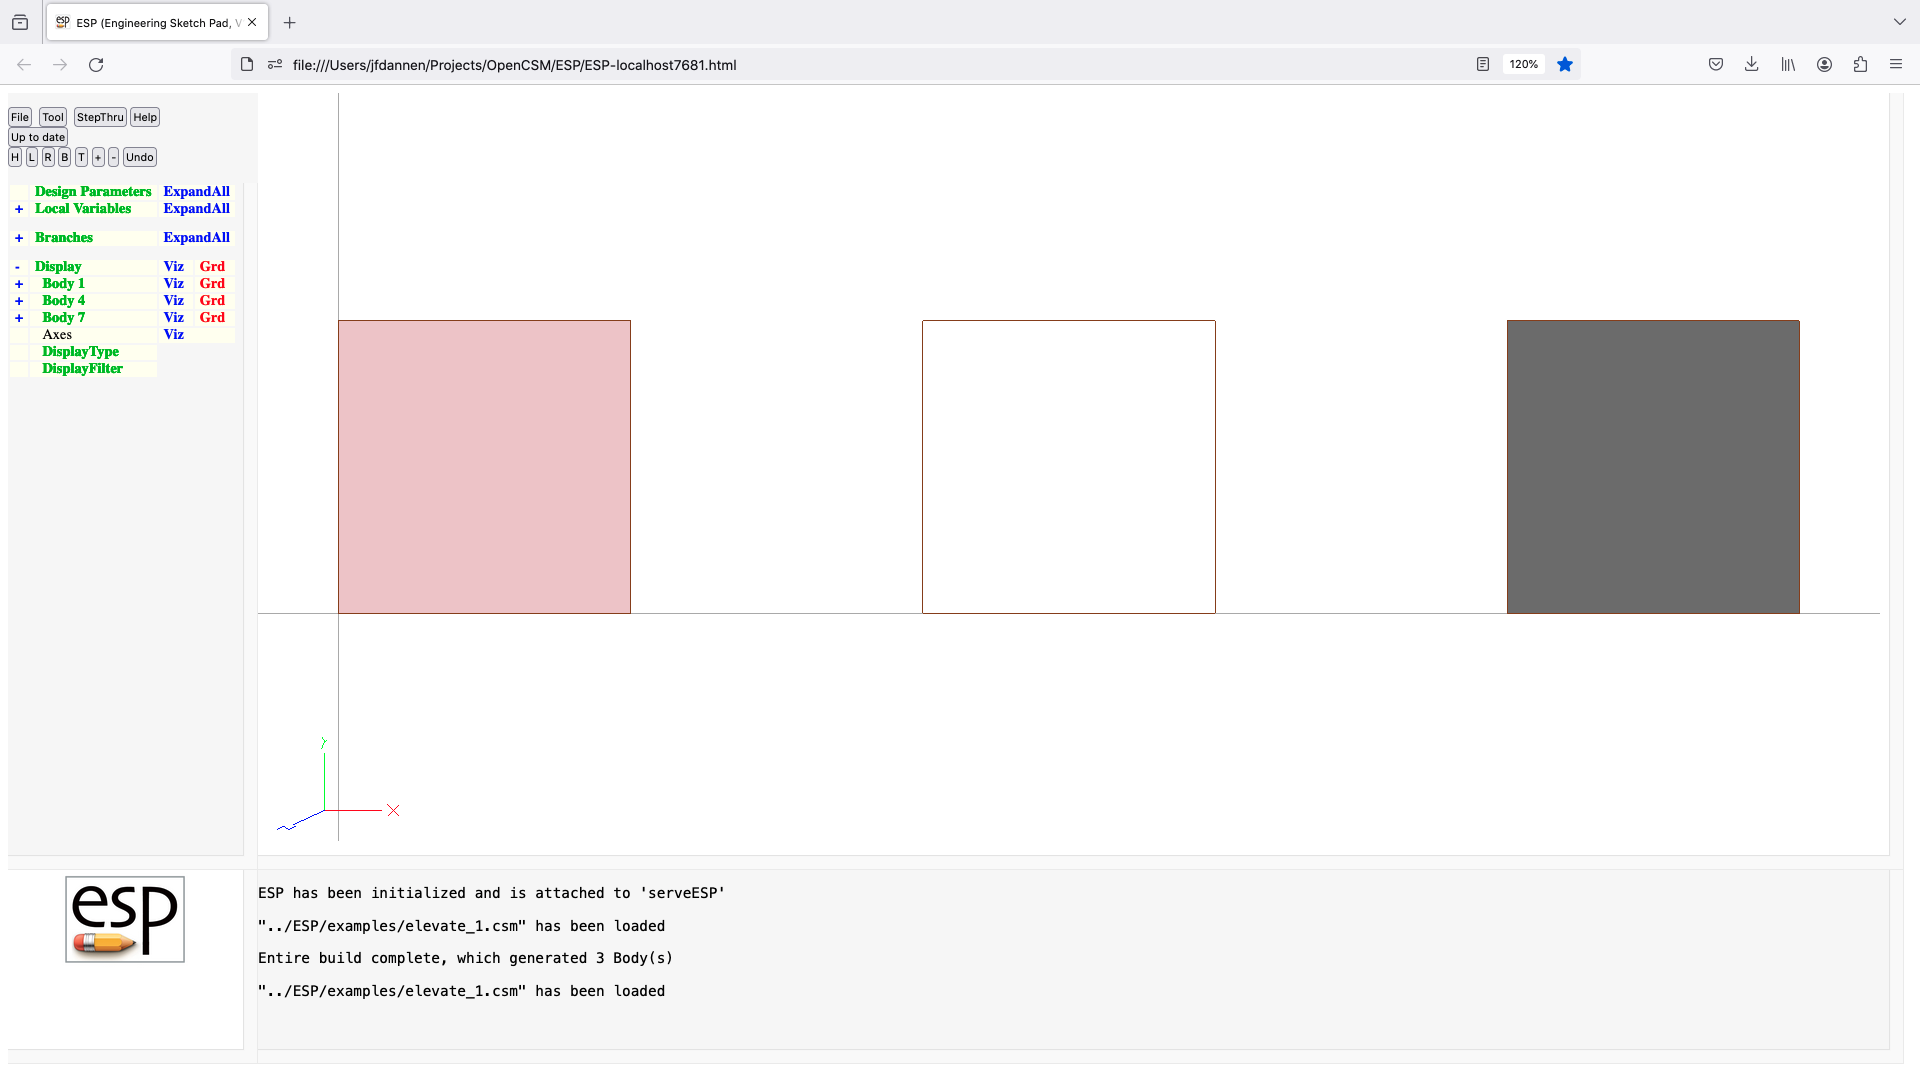 ESP (Engineering Sketch Pad, V
file:///Users/jfdannen/Projects/OpenCSM/ESP/ESP-localhost7681.html
120%
File Tool StepThru Help
Up to date
H L R B T + - Undo
Design Parameters ExpandAll
+ Local Variables ExpandAll
+ Branches ExpandAll
- Display Viz Grd
+ Body 1 Viz Grd
+ Body 4 Viz Grd
+ Body 7 Viz Grd
Axes Viz
DisplayType
DisplayFilter
Y
X
Z
esp
ESP has been initialized and is attached to 'serveESP'
"../ESP/examples/elevate_1.csm" has been loaded
Entire build complete, which generated 3 Body(s)
"../ESP/examples/elevate_1.csm" has been loaded